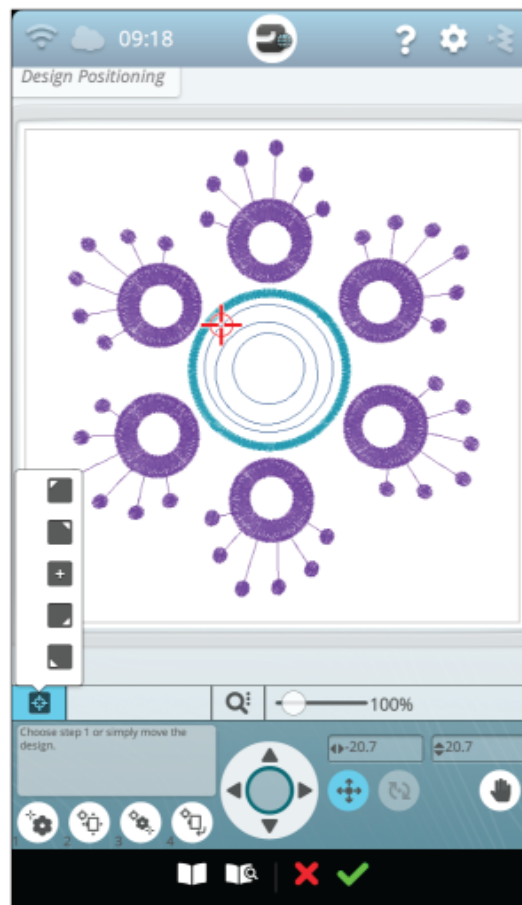 09:18
?
Design Positioning
100%
Choose step 1 or simply move the
design.
-20.7
20.7
1 2 3 4